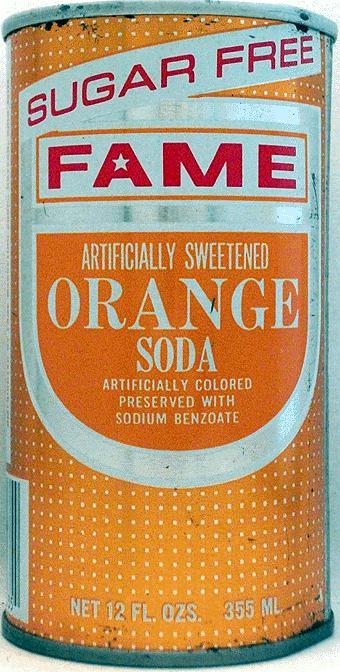 SUGAR FREE
FAME
ARTIFICIALLY SWEETENED
ORANGE
SODA
ARTIFICIALLY COLORED
PRESERVED WITH
SODIUM BENZOATE
NET 12 FL. OZS. 355 ML